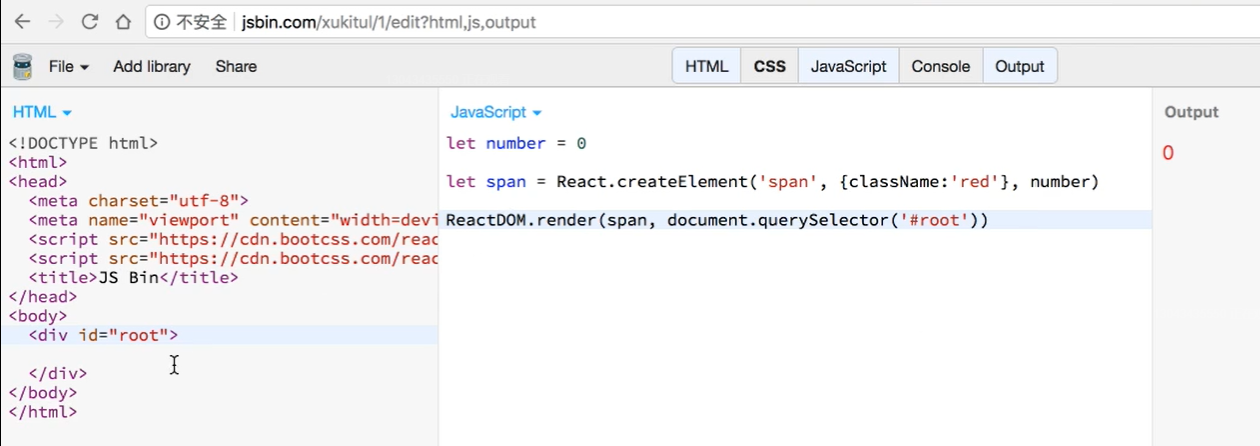 不安全 jsbin.com/xukitul/1/edit?html,js,output
File Add library Share HTML CSS JavaScript Console Output
HTML
<!DOCTYPE html>
<html>
<head>
<meta charset="utf-8">
<meta name="viewport" content="width=devi
<script src="https://cdn.bootcss.com/reac
<script src="https://cdn.bootcss.com/reac
<title>JS Bin</title>
</head>
<body>
<div id="root">
</div>
</body>
</html>
JavaScript
let number = 0
let span = React.createElement('span', {className:'red'}, number)
ReactDOM.render(span, document.querySelector('#root'))
Output
0